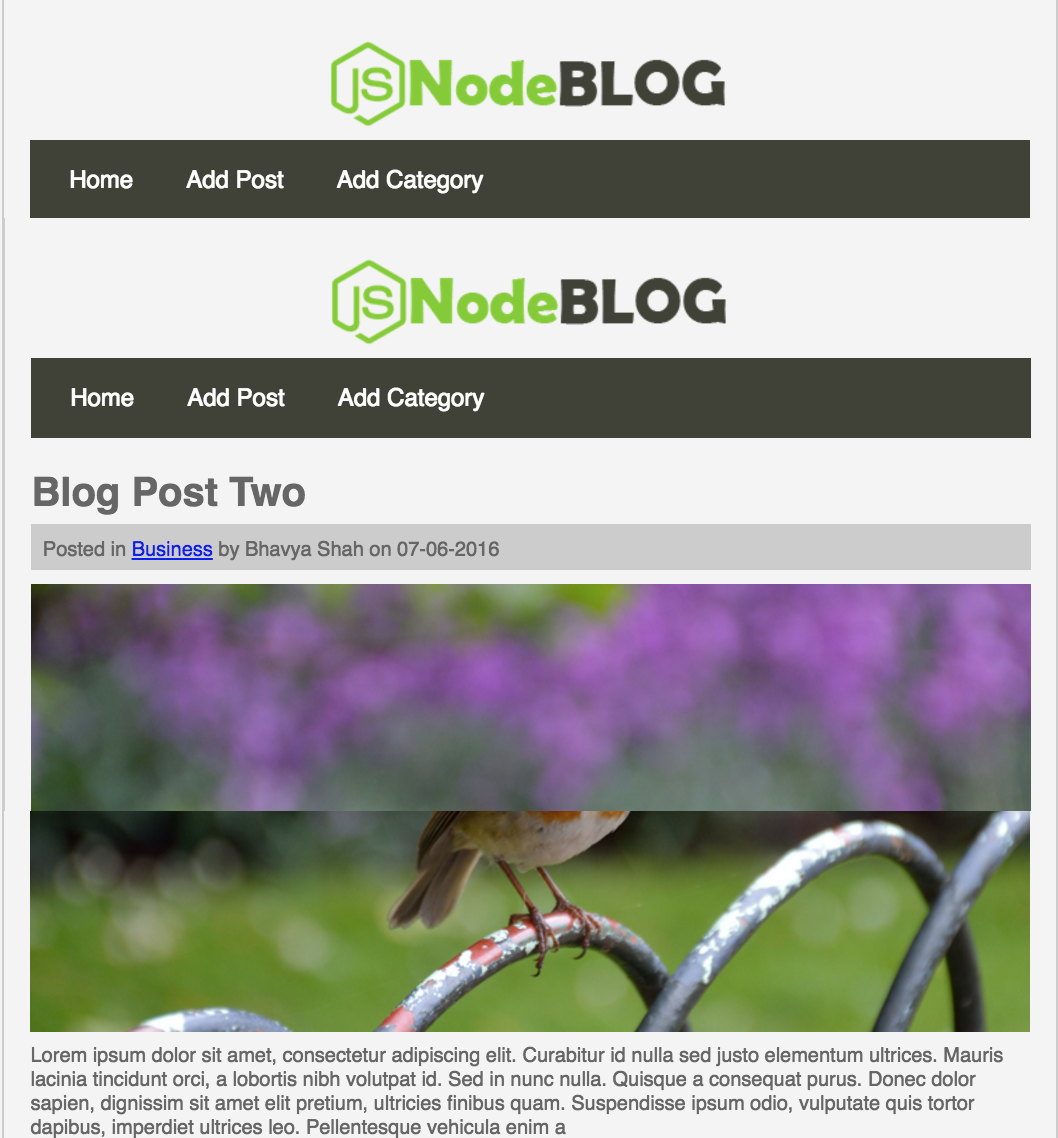 JS NodeBLOG
Home Add Post Add Category
JS NodeBLOG
Home Add Post Add Category
Blog Post Two
Posted in Business by Bhavya Shah on 07-06-2016
Lorem ipsum dolor sit amet, consectetur adipiscing elit. Curabitur id nulla sed justo elementum ultrices. Mauris
lacinia tincidunt orci, a lobortis nibh volutpat id. Sed in nunc nulla. Quisque a consequat purus. Donec dolor
sapien, dignissim sit amet elit pretium, ultricies finibus quam. Suspendisse ipsum odio, vulputate quis tortor
dapibus, imperdiet ultrices leo. Pellentesque vehicula enim a